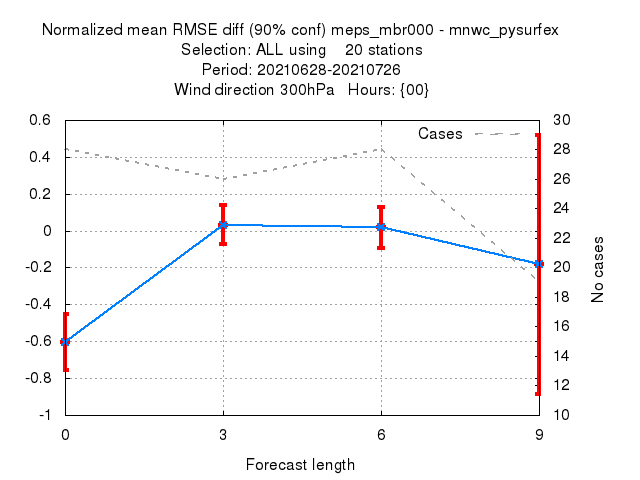 Normalized mean RMSE diff (90% conf) meps_mbr000 - mnwc_pysurfex
Selection: ALL using 20 stations
Period: 20210628-20210726
Wind direction 300hPa Hours: {00}
0.6 30
Cases
0.4 28
26
0.2 24
0 22
-0.2 20
-0.4 18
16
-0.6 14
-0.8 12
-1 10
No cases
0 3 6 9
Forecast length